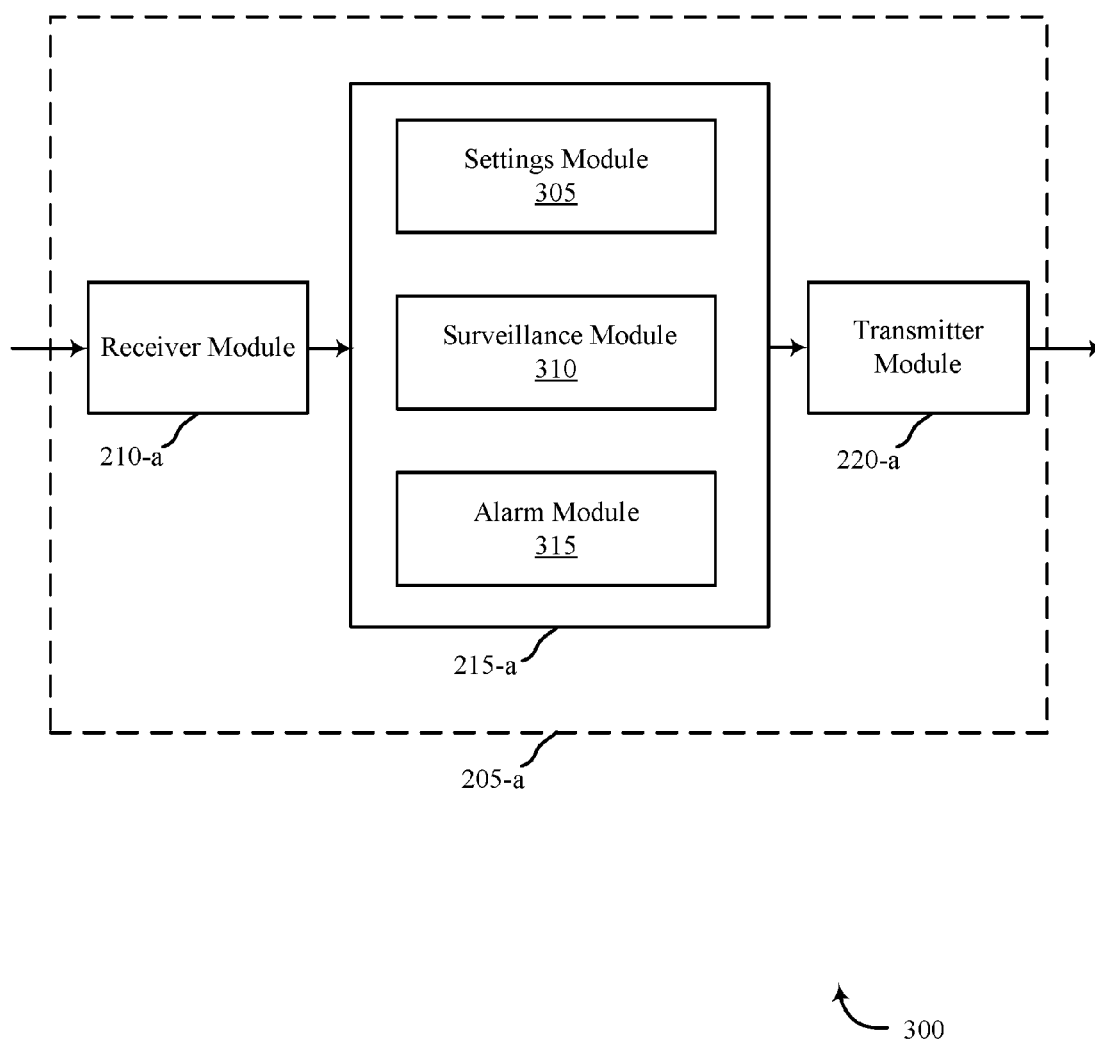 Settings Module
305
Receiver Module
210-a
Surveillance Module
310
Transmitter
Module
220-a
Alarm Module
315
215-a
205-a
300